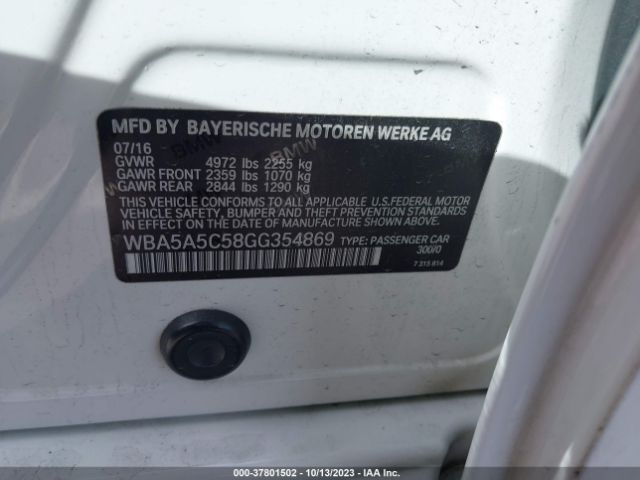 MFD BY BAYERISCHE MOTOREN WERKE AG
07/16
GVWR 4972 lbs 2255 kg
GAWR FRONT 2359 lbs 1070 kg
GAWR REAR 2844 lbs 1290 kg
THIS VEHICLE CONFORMS TO ALL APPLICABLE U.S.FEDERAL MOTOR
VEHICLE SAFETY, BUMPER AND THEFT PREVENTION STANDARDS
IN EFFECT ON THE DATE OF MANUFACTURE SHOWN ABOVE.
WBA5A5C58GG354869 TYPE: PASSENGER CAR
300/0
7 315 814
BMW
BMW
000-37801502 - 10/13/2023 - IAA Inc.